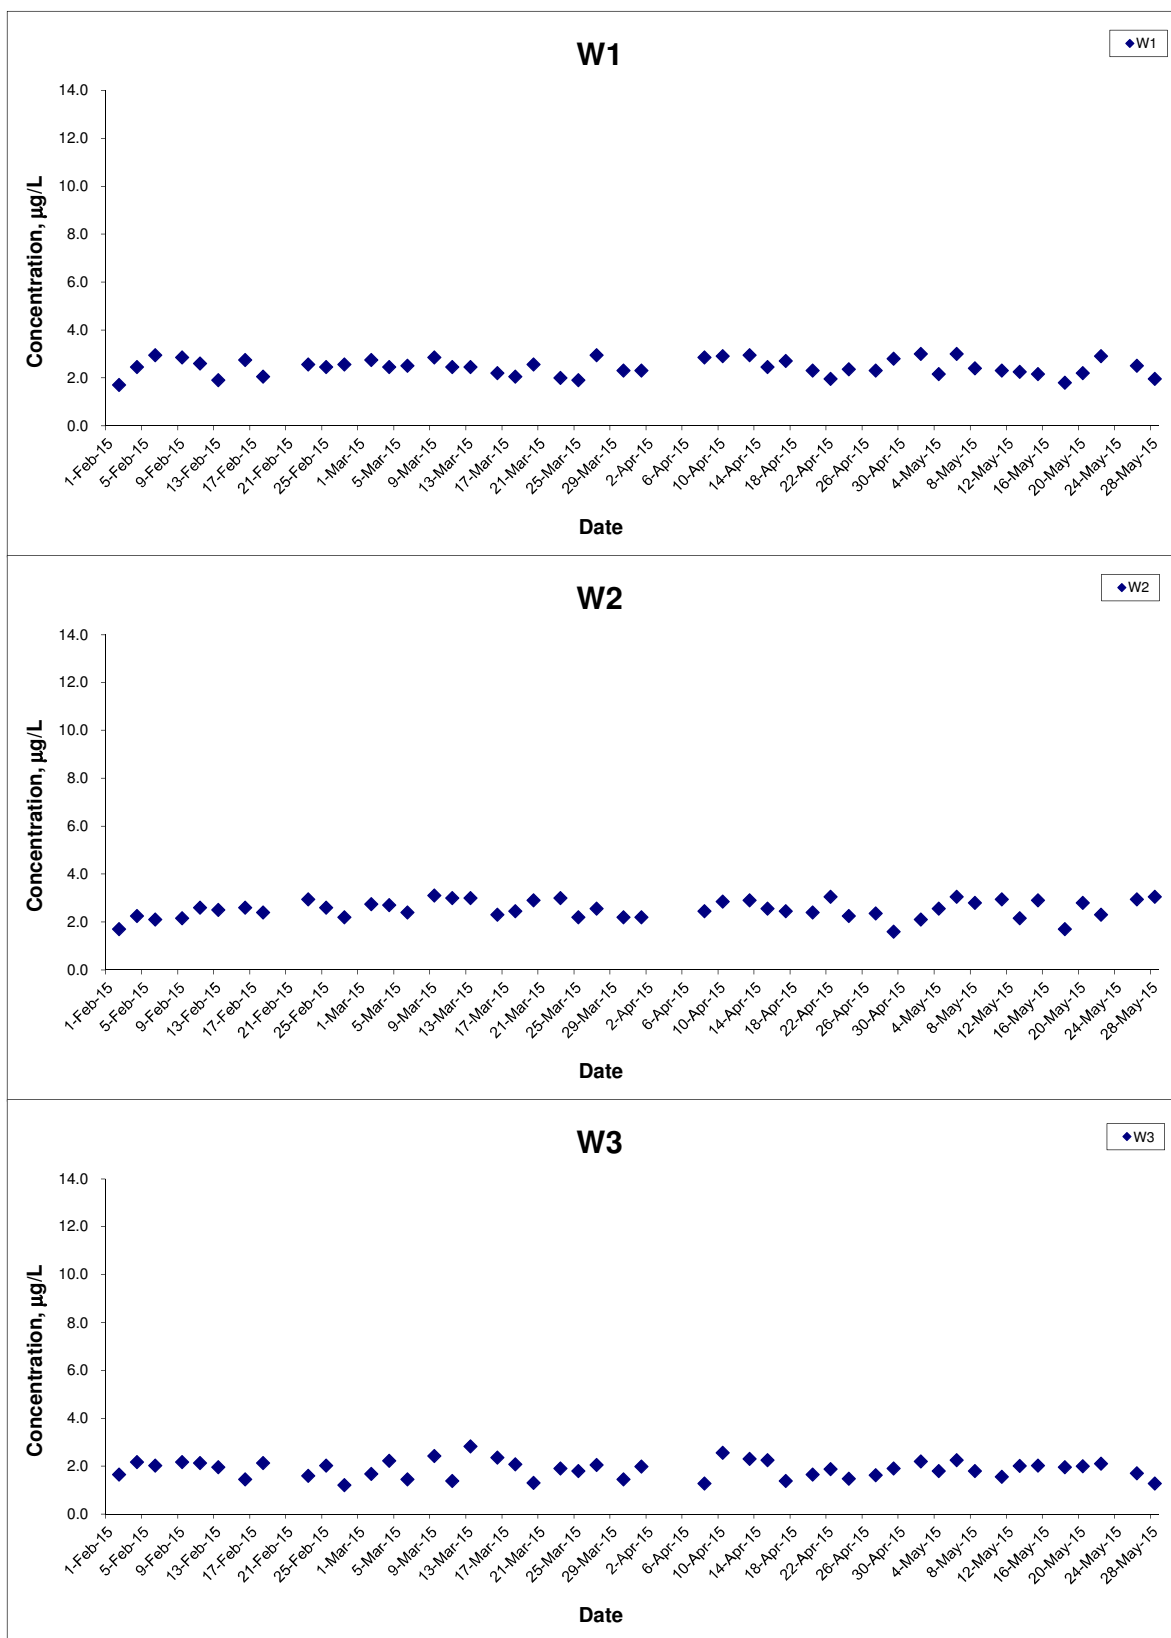 W1
W1
Concentration, µg/L
14.0
12.0
10.0
8.0
6.0
4.0
2.0
0.0
1-Feb-15
5-Feb-15
9-Feb-15
13-Feb-15
17-Feb-15
21-Feb-15
25-Feb-15
1-Mar-15
5-Mar-15
9-Mar-15
13-Mar-15
17-Mar-15
21-Mar-15
25-Mar-15
29-Mar-15
2-Apr-15
6-Apr-15
10-Apr-15
14-Apr-15
18-Apr-15
22-Apr-15
26-Apr-15
30-Apr-15
4-May-15
8-May-15
12-May-15
16-May-15
20-May-15
24-May-15
28-May-15
Date
W2
W2
Concentration, µg/L
14.0
12.0
10.0
8.0
6.0
4.0
2.0
0.0
1-Feb-15
5-Feb-15
9-Feb-15
13-Feb-15
17-Feb-15
21-Feb-15
25-Feb-15
1-Mar-15
5-Mar-15
9-Mar-15
13-Mar-15
17-Mar-15
21-Mar-15
25-Mar-15
29-Mar-15
2-Apr-15
6-Apr-15
10-Apr-15
14-Apr-15
18-Apr-15
22-Apr-15
26-Apr-15
30-Apr-15
4-May-15
8-May-15
12-May-15
16-May-15
20-May-15
24-May-15
28-May-15
Date
W3
W3
Concentration, µg/L
14.0
12.0
10.0
8.0
6.0
4.0
2.0
0.0
1-Feb-15
5-Feb-15
9-Feb-15
13-Feb-15
17-Feb-15
21-Feb-15
25-Feb-15
1-Mar-15
5-Mar-15
9-Mar-15
13-Mar-15
17-Mar-15
21-Mar-15
25-Mar-15
29-Mar-15
2-Apr-15
6-Apr-15
10-Apr-15
14-Apr-15
18-Apr-15
22-Apr-15
26-Apr-15
30-Apr-15
4-May-15
8-May-15
12-May-15
16-May-15
20-May-15
24-May-15
28-May-15
Date